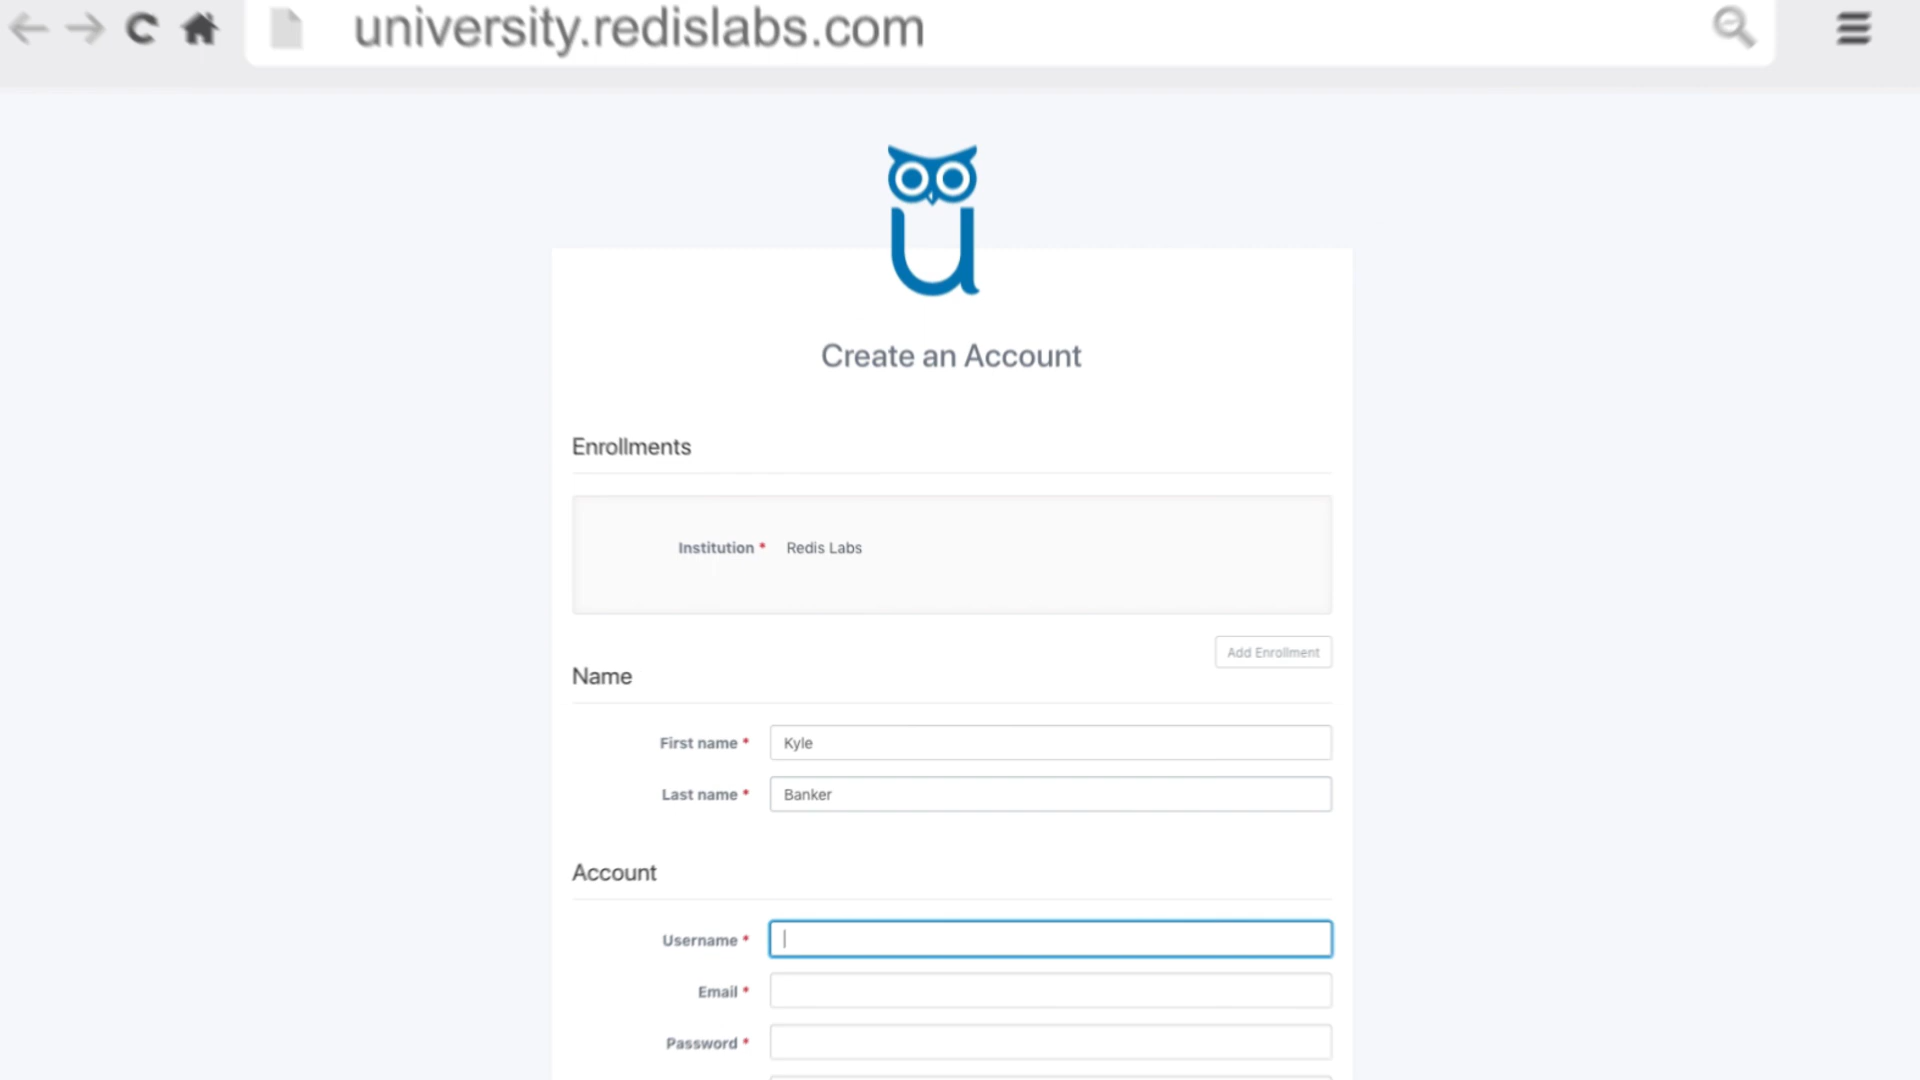 university.redislabs.com
u
Create an Account
Enrollments
Institution * Redis Labs
Add Enrollment
Name
First name * Kyle
Last name * Banker
Account
Username *
Email *
Password *